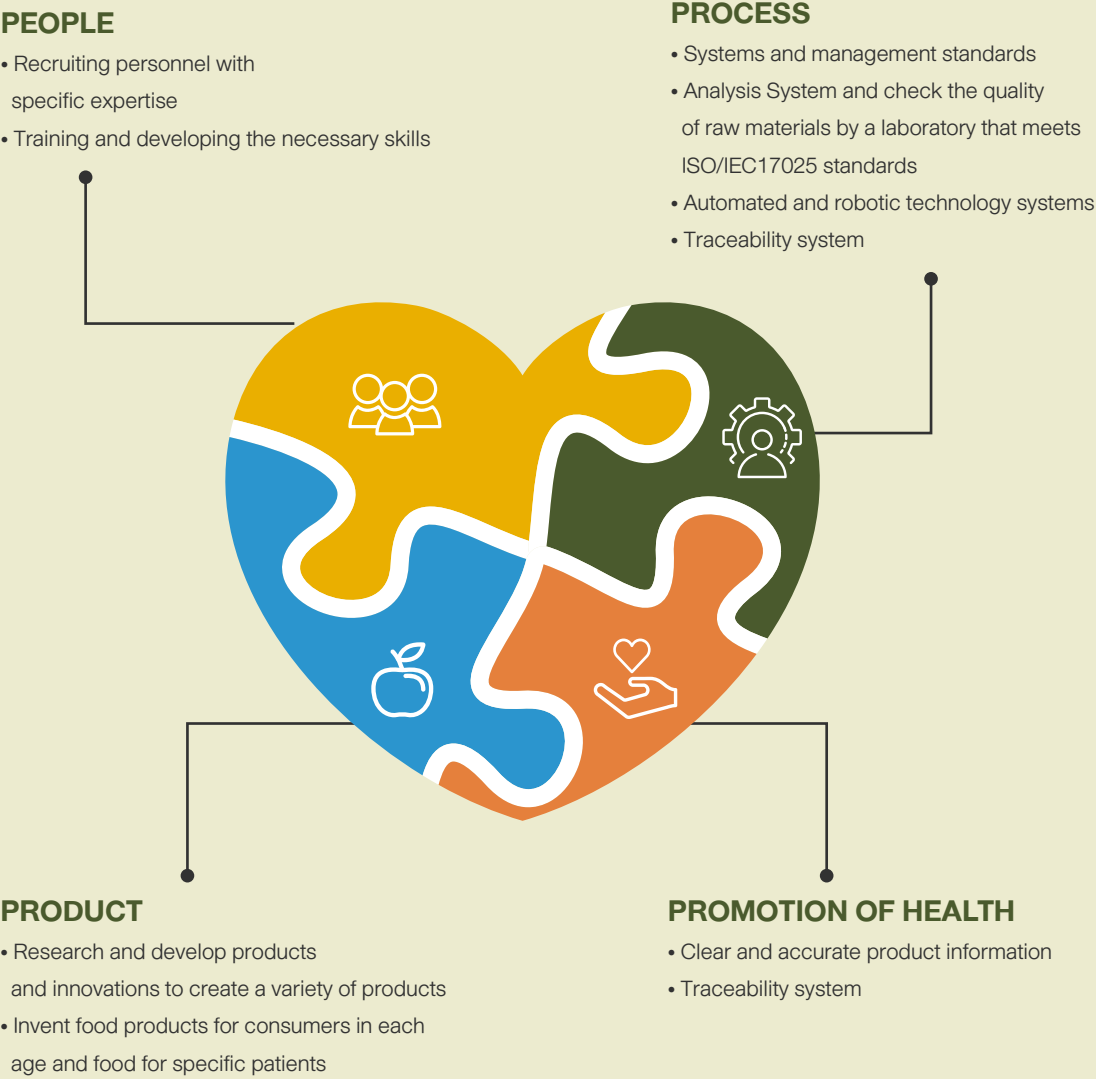 PEOPLE
• Recruiting personnel with
specific expertise
• Training and developing the necessary skills
PROCESS
• Systems and management standards
• Analysis System and check the quality
of raw materials by a laboratory that meets
ISO/IEC17025 standards
• Automated and robotic technology systems
• Traceability system
PRODUCT
• Research and develop products
and innovations to create a variety of products
• Invent food products for consumers in each
age and food for specific patients
PROMOTION OF HEALTH
• Clear and accurate product information
• Traceability system